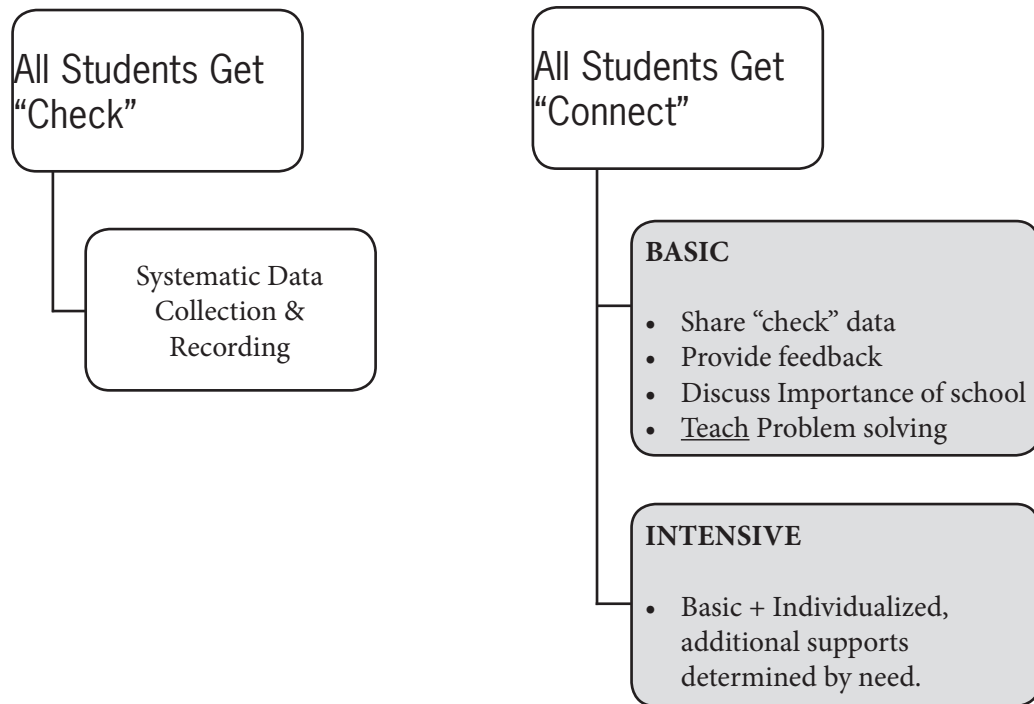 All Students Get
“Check”
Systematic Data
Collection &
Recording
All Students Get
“Connect”
BASIC
• Share “check” data
• Provide feedback
• Discuss Importance of school
• Teach Problem solving
INTENSIVE
• Basic + Individualized,
additional supports
determined by need.